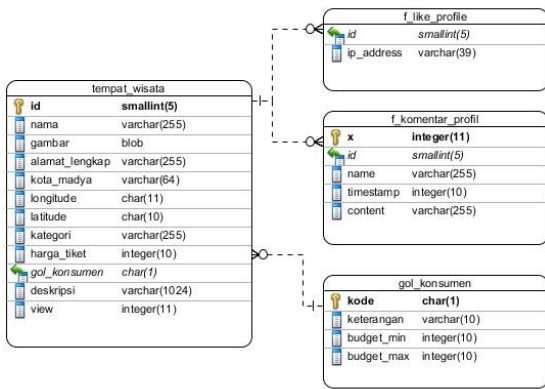 tempat_wisata
id smallint(5)
nama varchar(255)
gambar blob
alamat_lengkap varchar(255)
kota_madya varchar(64)
longitude char(11)
latitude char(10)
kategori varchar(255)
harga_tiket integer(10)
gol_konsumen char(1)
deskripsi varchar(1024)
view integer(11)
f_like_profile
id smallint(5)
ip_address varchar(39)
f_komentar_profil
x integer(11)
id smallint(5)
name varchar(255)
timestamp integer(10)
content varchar(255)
gol_konsumen
kode char(1)
keterangan varchar(10)
budget_min integer(10)
budget_max integer(10)